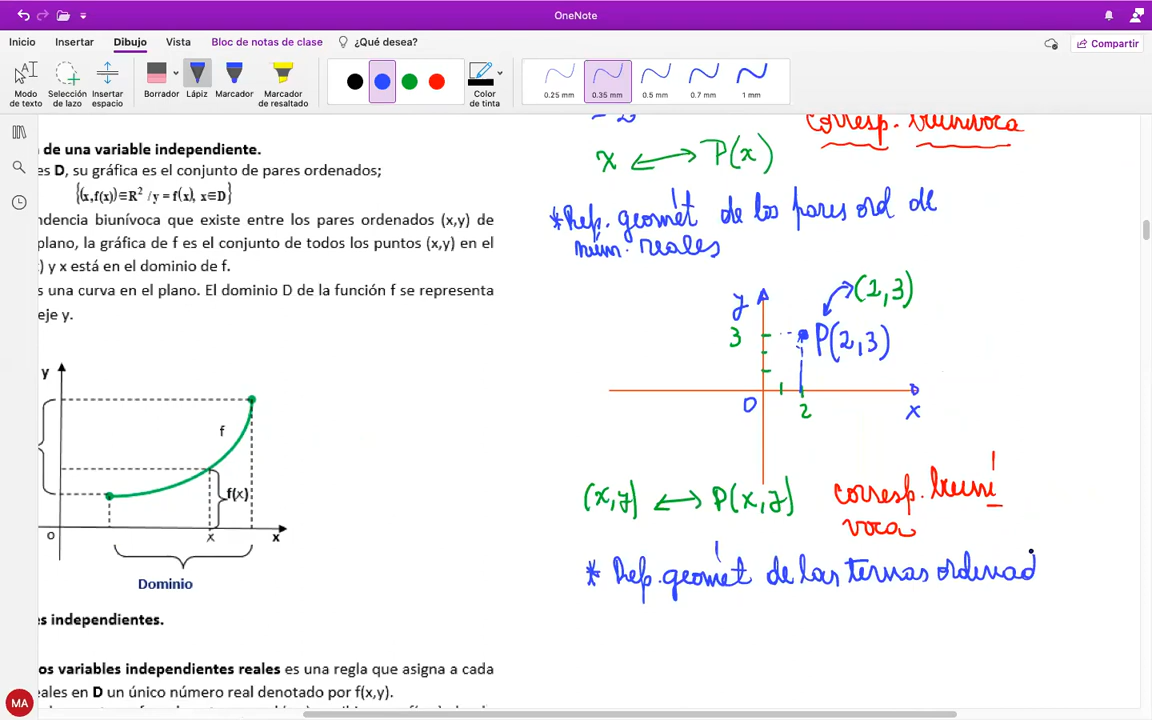 OneNote
Inicio Insertar Dibujo Vista Bloc de notas de clase ¿Qué desea? Compartir
Modo de texto Selección de lazo Insertar espacio Borrador Lápiz Marcador Marcador de resaltado Color de tinta 0.25 mm 0.35 mm 0.5 mm 0.7 mm 1 mm
a de una variable independiente.
es D, su gráfica es el conjunto de pares ordenados;
{(x,f(x))≡R² /y = f(x), x≡D}
ndencia biunívoca que existe entre los pares ordenados (x,y) de
plano, la gráfica de f es el conjunto de todos los puntos (x,y) en el
) y x está en el dominio de f.
s una curva en el plano. El dominio D de la función f se representa
eje y.
y
f
f(x)
o x x
Dominio
es independientes.
os variables independientes reales es una regla que asigna a cada
eales en D un único número real denotado por f(x,y).
MA
corresp. biunívoca
x ⟷ P(x)
*Rep. geomét de los pares ord de
núm. reales
y (2,3)
3 P(2,3)
0 1 2 x
(x,y) ⟷ P(x,y) corresp. biuní
voca
* Rep. geomét de las ternas ordenad